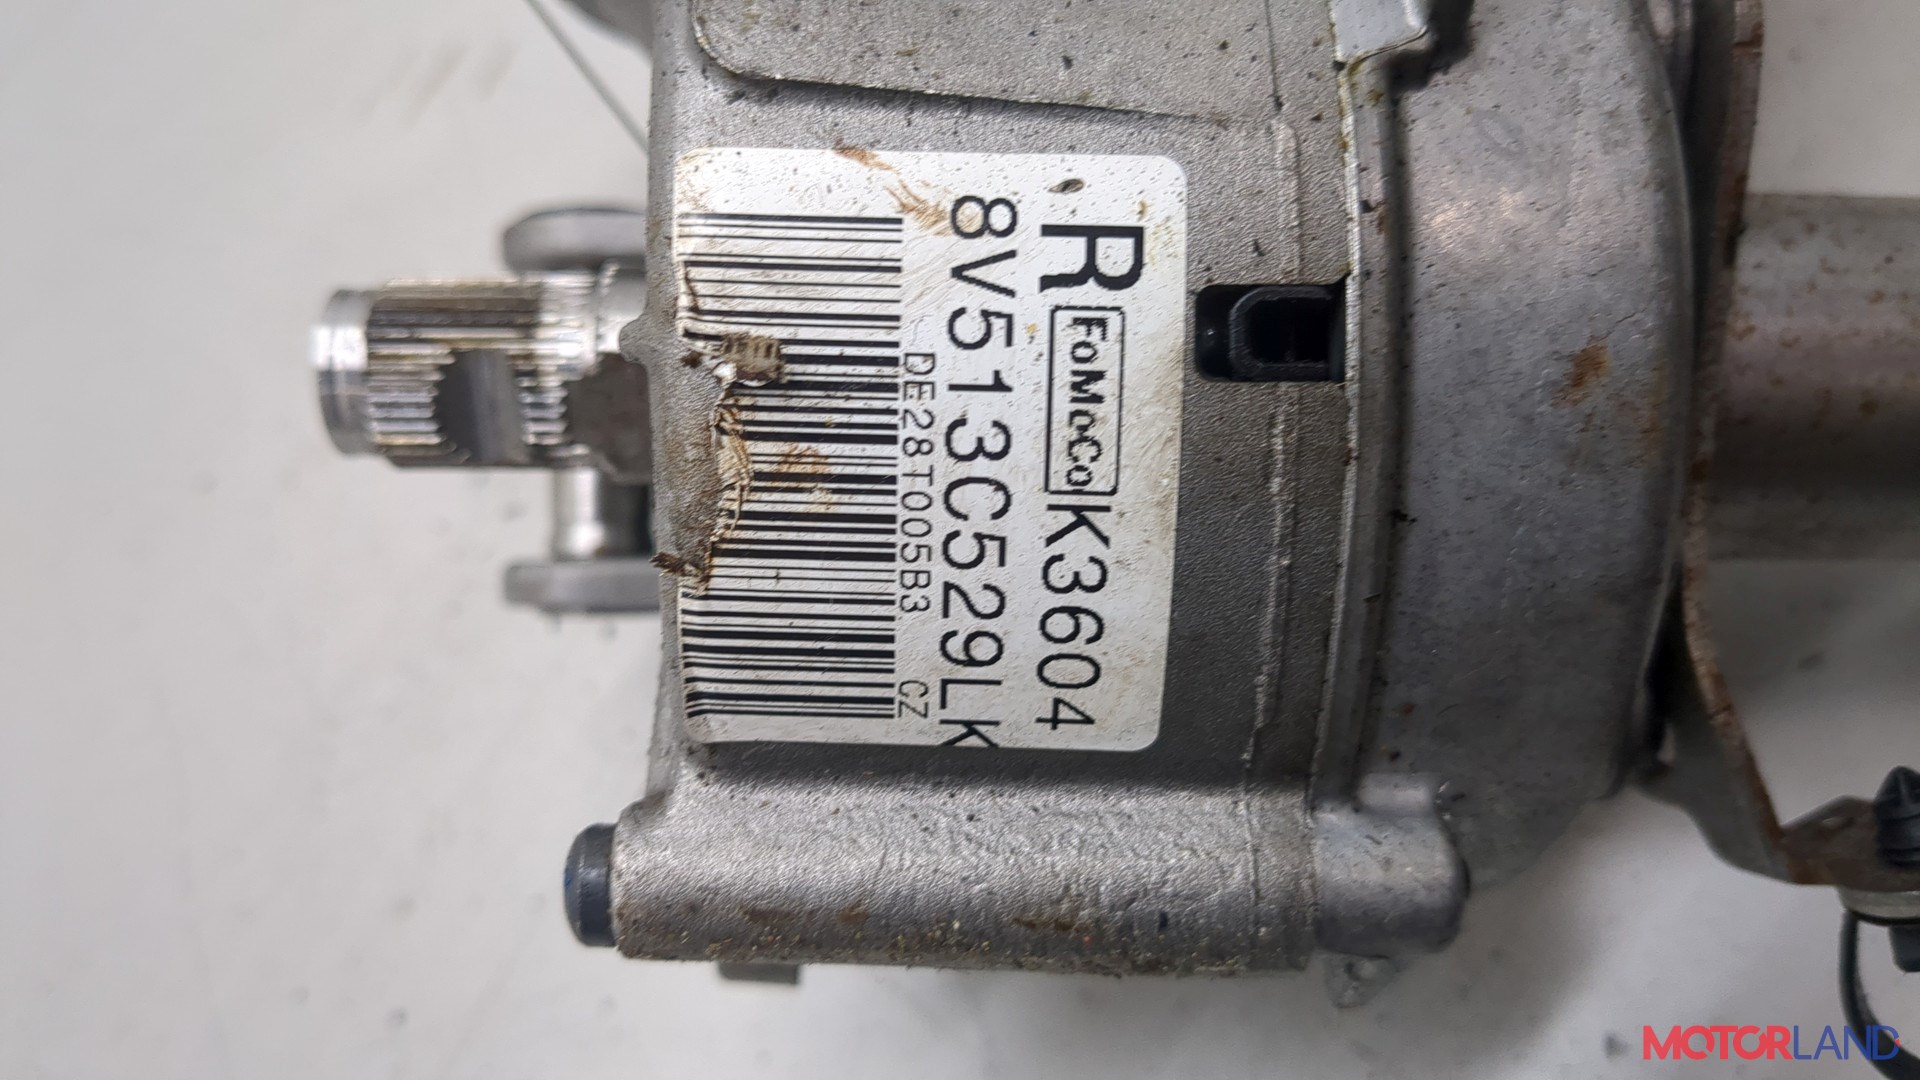 R FoMoCo K3604
8V513C529LK
DE28T005B3 CZ
MOTORLAND